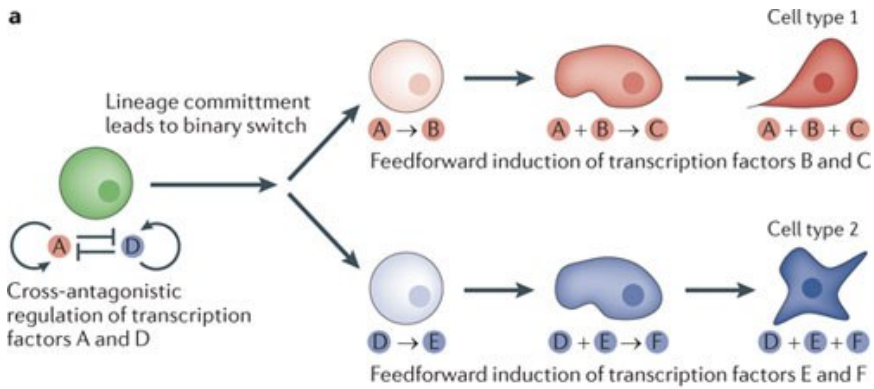 a
Cell type 1
Lineage committment
leads to binary switch
A → B
A + B → C
A + B + C
Feedforward induction of transcription factors B and C
A
D
Cross-antagonistic
regulation of transcription
factors A and D
Cell type 2
D → E
D + E → F
D + E + F
Feedforward induction of transcription factors E and F